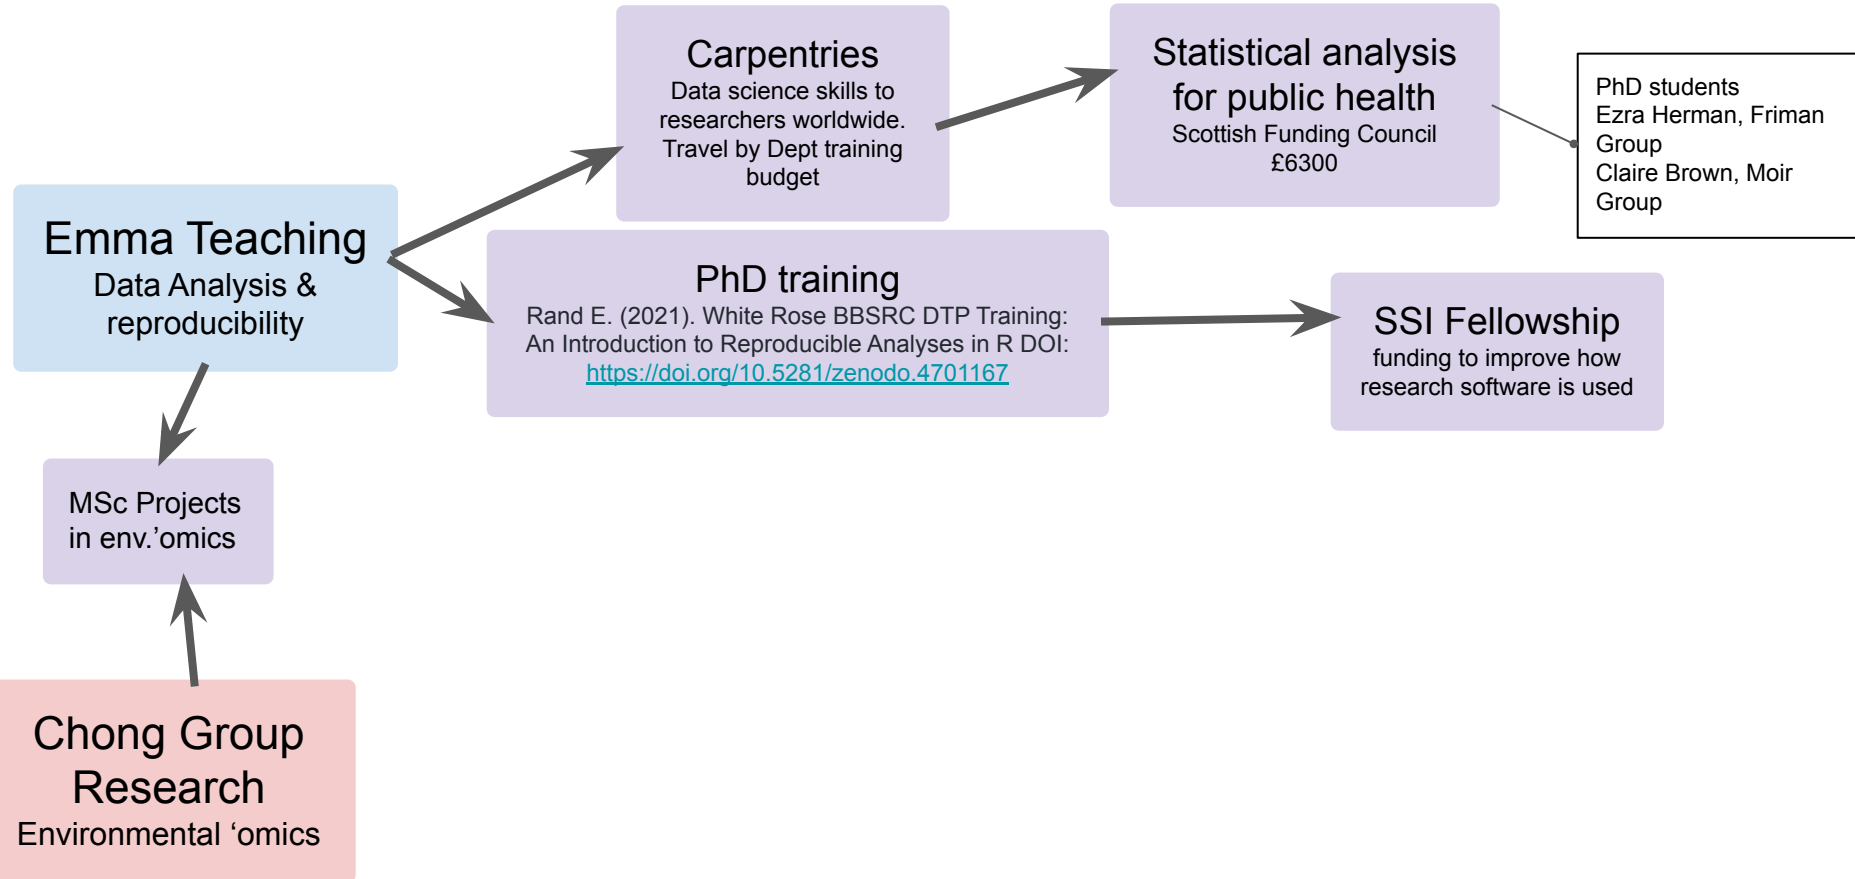 Carpentries
Data science skills to
researchers worldwide.
Travel by Dept training
budget
Statistical analysis
for public health
Scottish Funding Council
£6300
PhD students
Ezra Herman, Friman
Group
Claire Brown, Moir
Group
Emma Teaching
Data Analysis &
reproducibility
PhD training
Rand E. (2021). White Rose BBSRC DTP Training:
An Introduction to Reproducible Analyses in R DOI:
https://doi.org/10.5281/zenodo.4701167
SSI Fellowship
funding to improve how
research software is used
MSc Projects
in env.’omics
Chong Group
Research
Environmental ‘omics